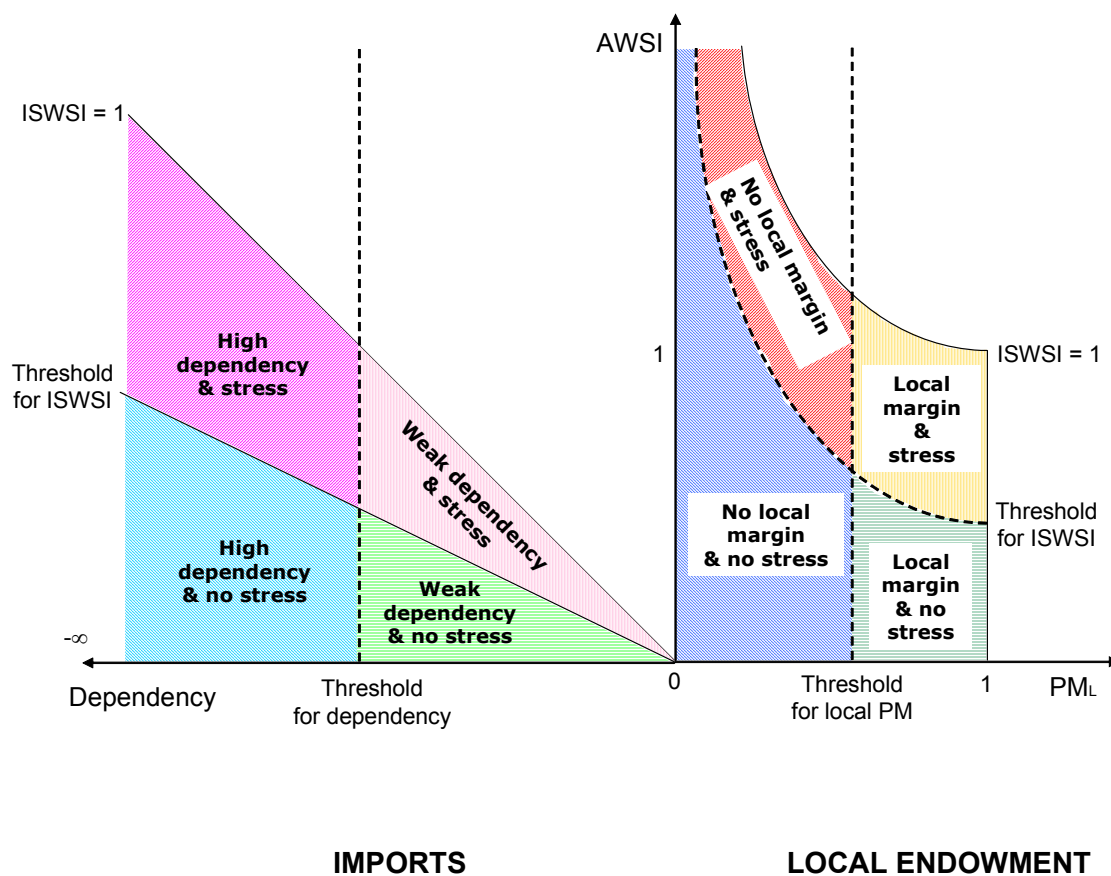 AWSI
ISWSI = 1
No local margin
& stress
High
dependency
& stress
Threshold
for ISWSI
1
ISWSI = 1
Local
margin
&
stress
Weak dependency
& stress
No local
margin
& no stress
Threshold
for ISWSI
High
dependency
& no stress
Local
margin
& no
stress
Weak
dependency
& no stress
-∞
Dependency
Threshold
for dependency
0
Threshold
for local PM
1
PML
IMPORTS
LOCAL ENDOWMENT